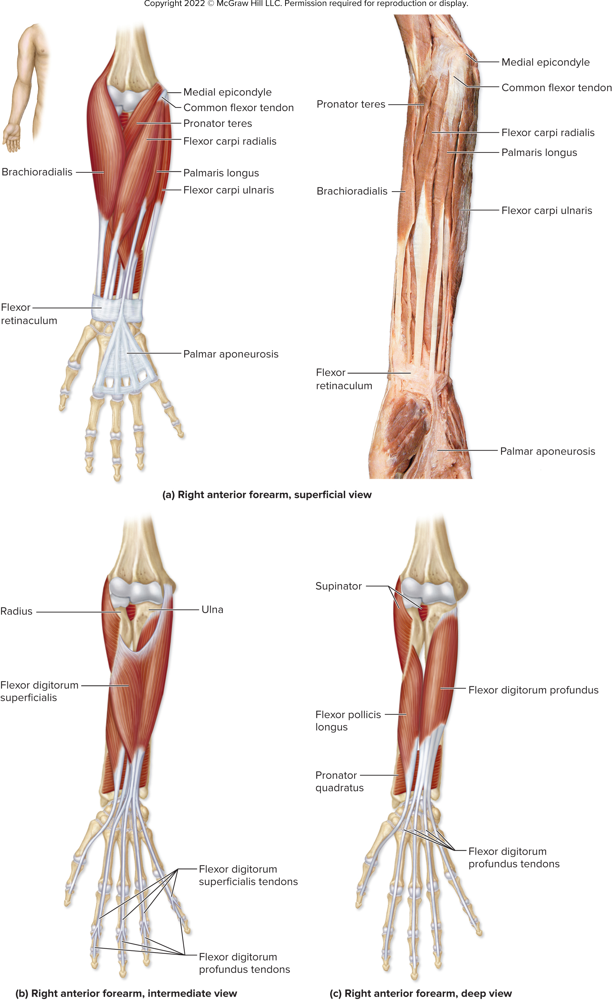 Copyright 2022 © McGraw Hill LLC. Permission required for reproduction or display.
Medial epicondyle
Common flexor tendon
Pronator teres
Flexor carpi radialis
Brachioradialis
Palmaris longus
Flexor carpi ulnaris
Flexor
retinaculum
Palmar aponeurosis
Medial epicondyle
Common flexor tendon
Pronator teres
Flexor carpi radialis
Palmaris longus
Brachioradialis
Flexor carpi ulnaris
Flexor
retinaculum
Palmar aponeurosis
(a) Right anterior forearm, superficial view
Radius
Ulna
Flexor digitorum
superficialis
Flexor digitorum
superficialis tendons
Flexor digitorum
profundus tendons
(b) Right anterior forearm, intermediate view
Supinator
Flexor digitorum profundus
Flexor pollicis
longus
Pronator
quadratus
Flexor digitorum
profundus tendons
(c) Right anterior forearm, deep view